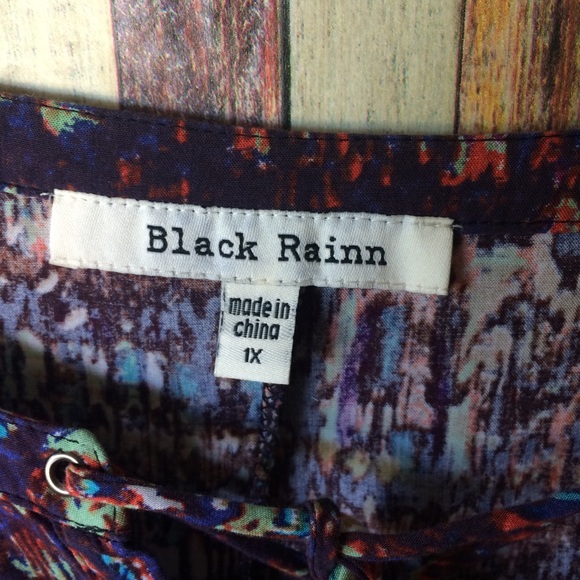 Black Rainn
made in
china
1X